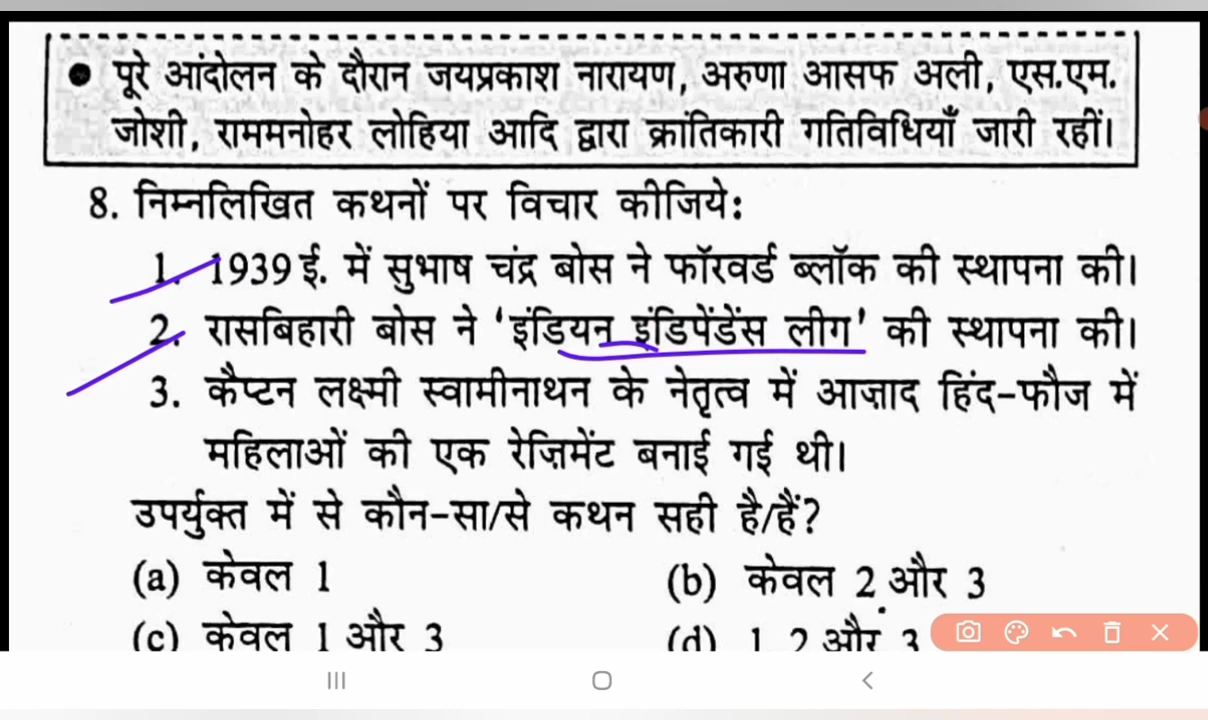 ● पूरे आंदोलन के दौरान जयप्रकाश नारायण, अरुणा आसफ अली, एस.एम.
जोशी, राममनोहर लोहिया आदि द्वारा क्रांतिकारी गतिविधियाँ जारी रहीं।
8. निम्नलिखित कथनों पर विचार कीजिये:
1. 1939 ई. में सुभाष चंद्र बोस ने फॉरवर्ड ब्लॉक की स्थापना की।
2. रासबिहारी बोस ने ‘इंडियन इंडिपेंडेंस लीग’ की स्थापना की।
3. कैप्टन लक्ष्मी स्वामीनाथन के नेतृत्व में आज़ाद हिंद-फौज में
महिलाओं की एक रेज़िमेंट बनाई गई थी।
उपर्युक्त में से कौन-सा/से कथन सही है/हैं?
(a) केवल 1
(b) केवल 2 और 3
(c) केवल 1 और 3
(d) 1, 2 और 3